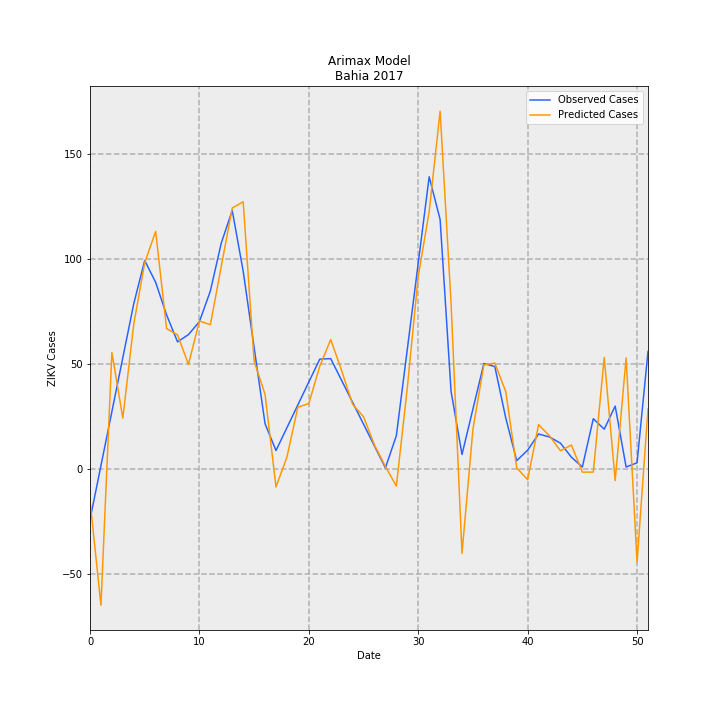 Arimax Model
Bahia 2017
Observed Cases
Predicted Cases
150
100
50
0
−50
ZIKV Cases
0 10 20 30 40 50
Date